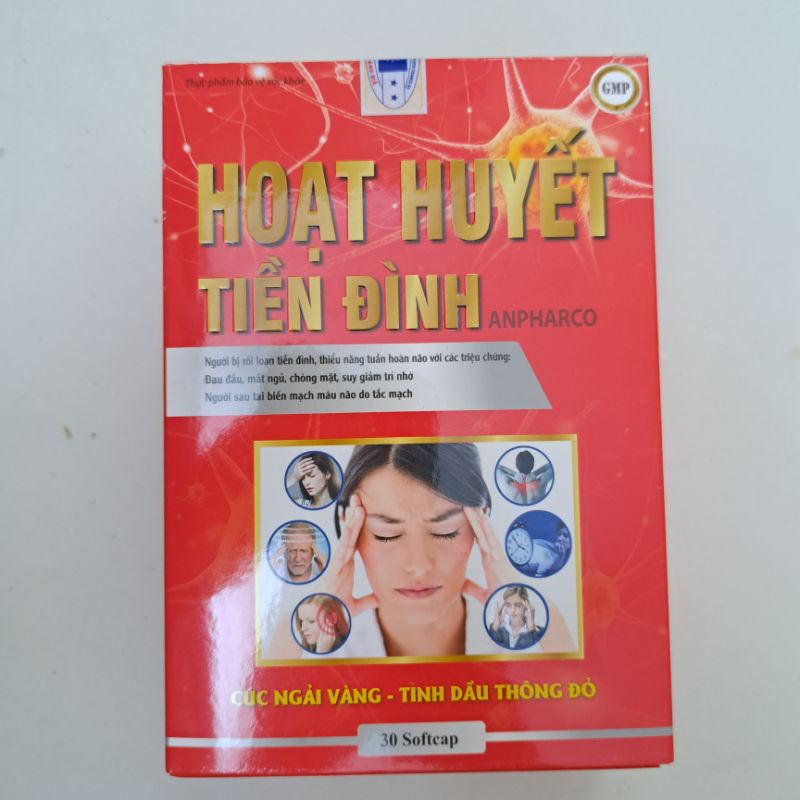 Thực phẩm bảo vệ sức khỏe
GMP
HOẠT HUYẾT
TIỀN ĐÌNH
ANPHARCO
Người bị rối loạn tiền đình, thiểu năng tuần hoàn não với các triệu chứng:
Đau đầu, mất ngủ, chóng mặt, suy giảm trí nhớ
Người sau tai biến mạch máu não do tắc mạch
CÚC NGẢI VÀNG - TINH DẦU THÔNG ĐỎ
30 Softcap